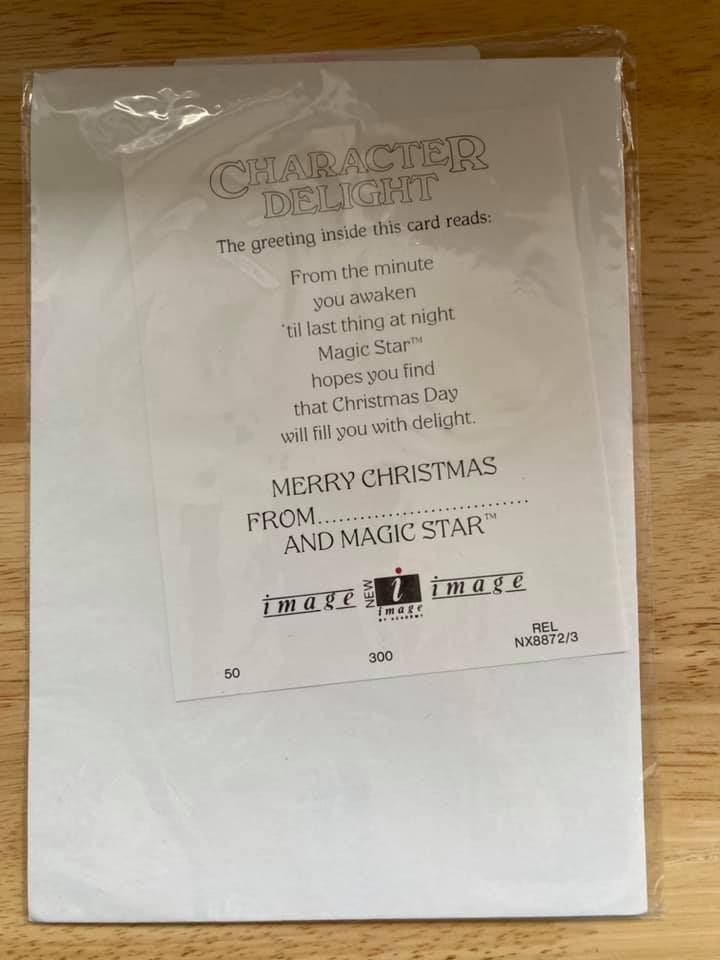 CHARACTER
DELIGHT
The greeting inside this card reads:
From the minute
you awaken
'til last thing at night
Magic Star™
hopes you find
that Christmas Day
will fill you with delight.
MERRY CHRISTMAS
FROM............................
AND MAGIC STAR™
image NEW i image
image
BY ACADEMY
50 300 REL
NX8872/3